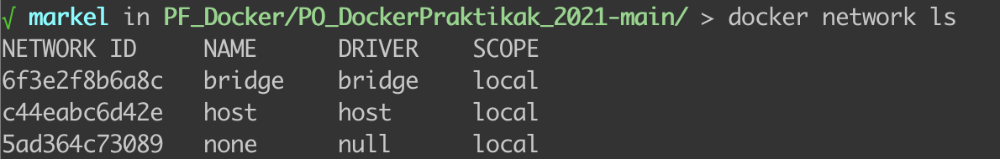 √ markel in PF_Docker/PO_DockerPraktikak_2021-main/ > docker network ls
NETWORK ID     NAME      DRIVER    SCOPE
6f3e2f8b6a8c   bridge    bridge    local
c44eabc6d42e   host      host      local
5ad364c73089   none      null      local